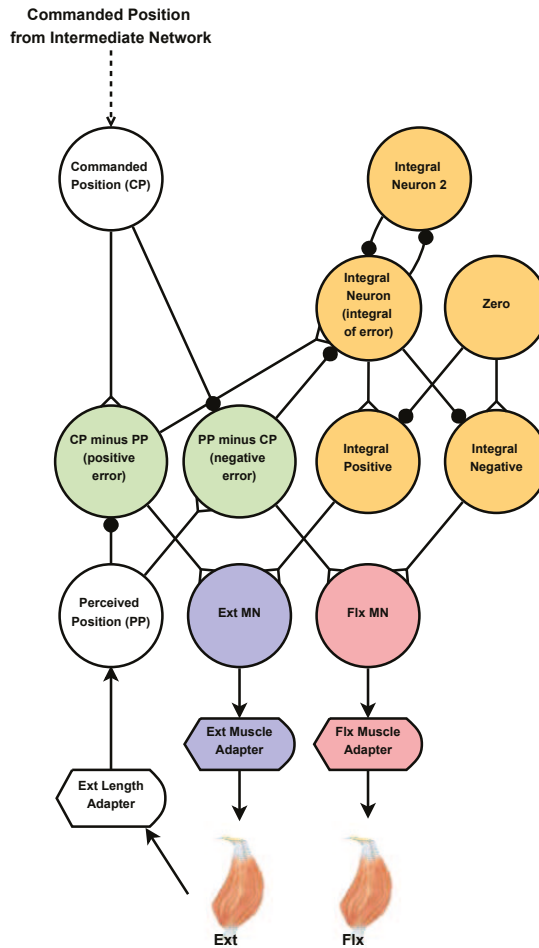 Commanded Position
from Intermediate Network
Commanded
Position (CP)
Integral
Neuron 2
Integral
Neuron
(integral
of error)
Zero
CP minus PP
(positive
error)
PP minus CP
(negative
error)
Integral
Positive
Integral
Negative
Perceived
Position (PP)
Ext MN
Flx MN
Ext Muscle
Adapter
Flx Muscle
Adapter
Ext Length
Adapter
Ext
Flx